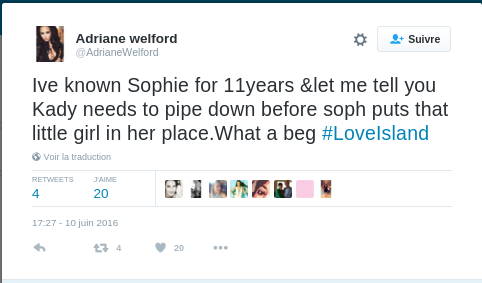 Adriane welford
@AdrianeWelford
Suivre
Ive known Sophie for 11years &let me tell you
Kady needs to pipe down before soph puts that
little girl in her place.What a beg #LoveIsland
Voir la traduction
RETWEETS
4
J'AIME
20
17:27 - 10 juin 2016
4
20